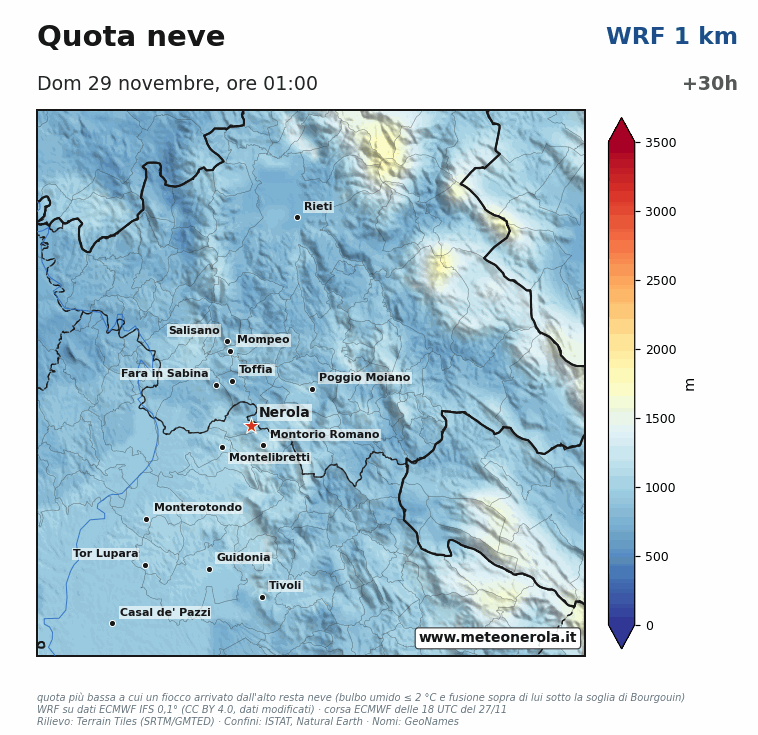 Quota neve
WRF 1 km
Dom 29 novembre, ore 01:00
+30h
Rieti
Salisano
Mompeo
Fara in Sabina
Toffia
Poggio Moiano
Nerola
Montorio Romano
Montelibretti
Monterotondo
Tor Lupara
Guidonia
Tivoli
Casal de' Pazzi
www.meteonerola.it
3500
3000
2500
2000
1500
1000
500
0
m
quota più bassa a cui un fiocco arrivato dall'alto resta neve (bulbo umido ≤ 2 °C e fusione sopra di lui sotto la soglia di Bourgouin)
WRF su dati ECMWF IFS 0,1° (CC BY 4.0, dati modificati) · corsa ECMWF delle 18 UTC del 27/11
Rilievo: Terrain Tiles (SRTM/GMTED) · Confini: ISTAT, Natural Earth · Nomi: GeoNames